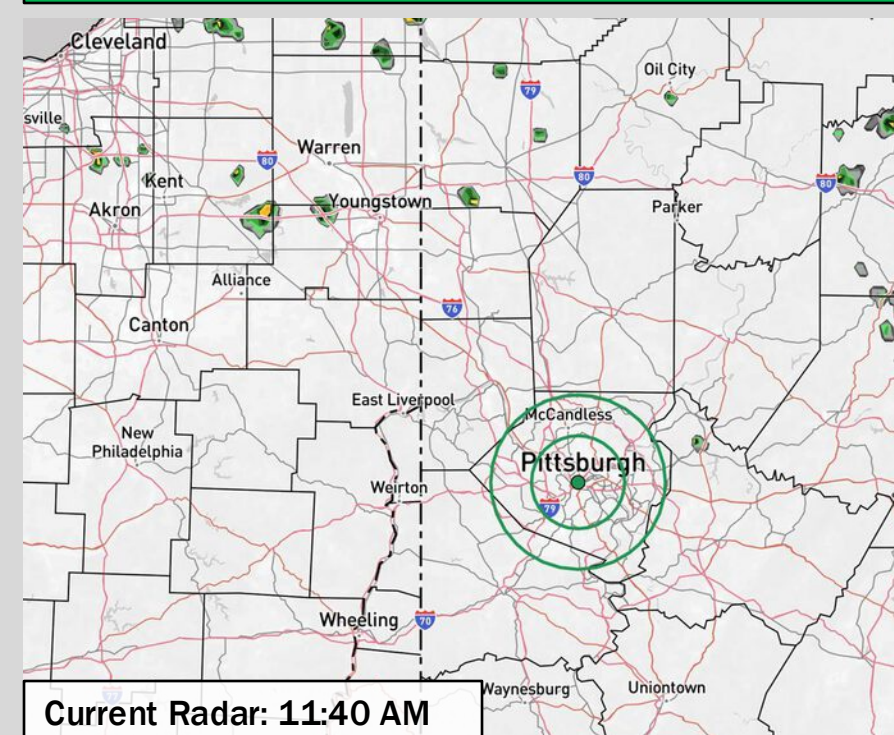 Cleveland
Oil City
79
sville
Warren
80
Kent
80
80
Youngstown
Akron
Parker
Alliance
76
Canton
East Liverpool
McCandless
New
Philadelphia
Pittsburgh
Weirton
79
Wheeling
70
Waynesburg
Uniontown
77
Current Radar: 11:40 AM